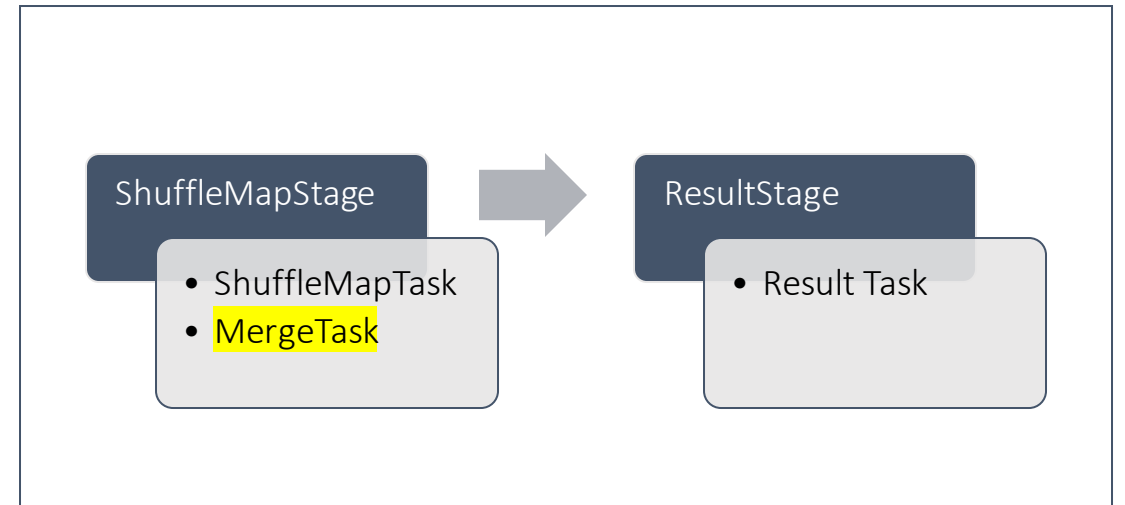 ShuffleMapStage
• ShuffleMapTask
• MergeTask
ResultStage
• Result Task